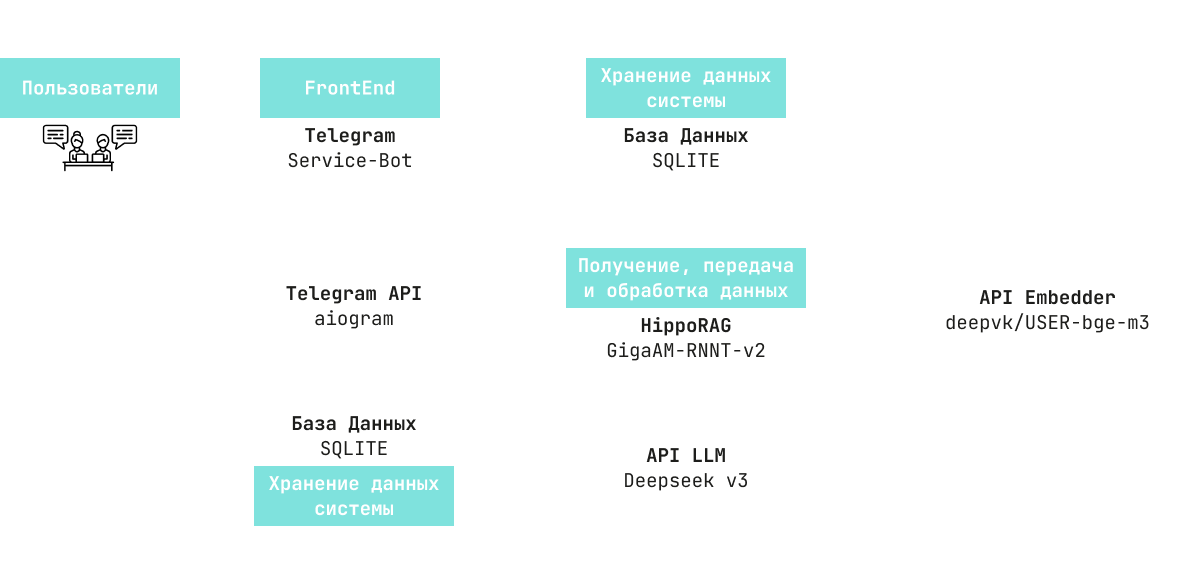 Пользователи
FrontEnd
Telegram
Service-Bot
Хранение данных
системы
База Данных
SQLITE
Telegram API
aiogram
Получение, передача
и обработка данных
HippoRAG
GigaAM-RNNT-v2
API Embedder
deepvk/USER-bge-m3
База Данных
SQLITE
Хранение данных
системы
API LLM
Deepseek v3